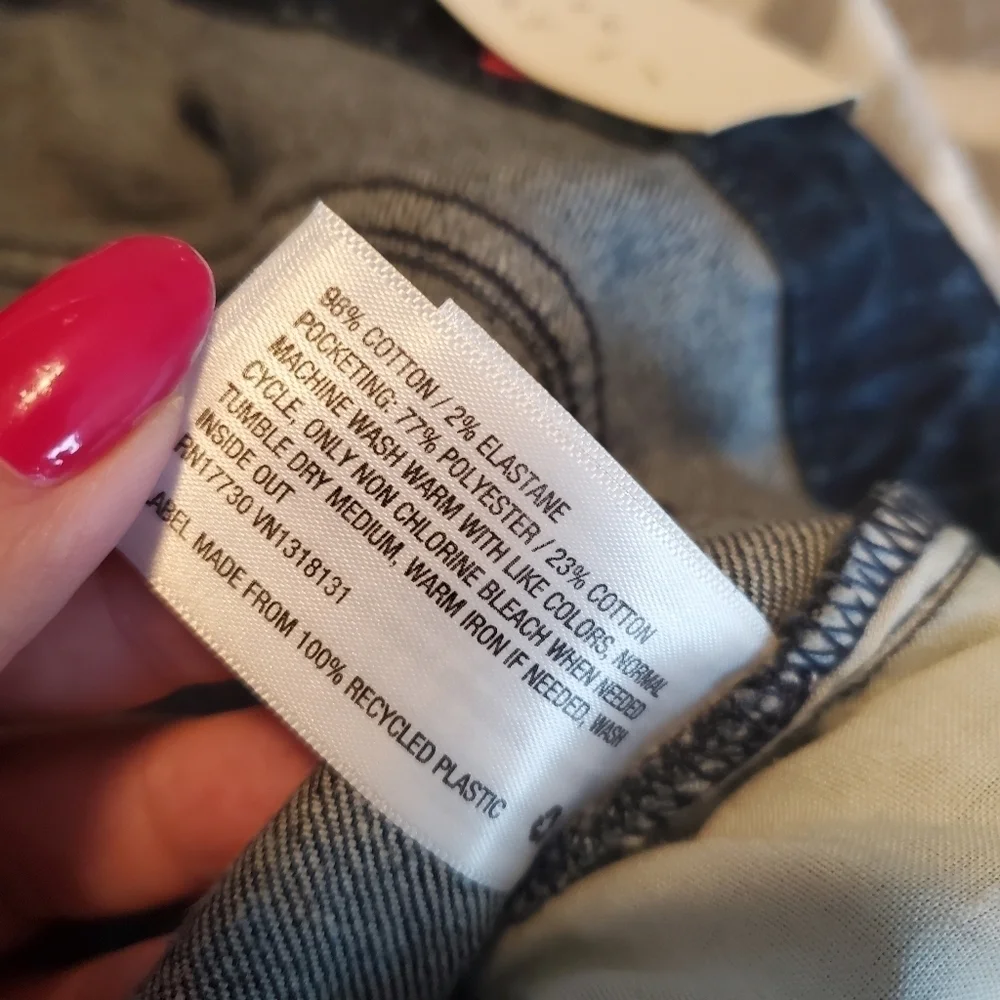 98% COTTON / 2% ELASTANE
POCKETING: 77% POLYESTER / 23% COTTON
MACHINE WASH WARM WITH LIKE COLORS, NORMAL
CYCLE, ONLY NON CHLORINE BLEACH WHEN NEEDED
TUMBLE DRY MEDIUM, WARM IRON IF NEEDED, WASH
INSIDE OUT
RN17730 VN1318131
LABEL MADE FROM 100% RECYCLED PLASTIC